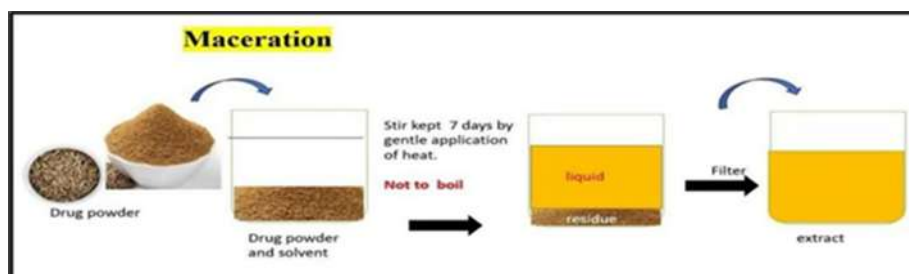 Maceration
Drug powder
Drug powder
and solvent
Stir kept 7 days by
gentle application
of heat.
Not to boil
liquid
residue
Filter
extract